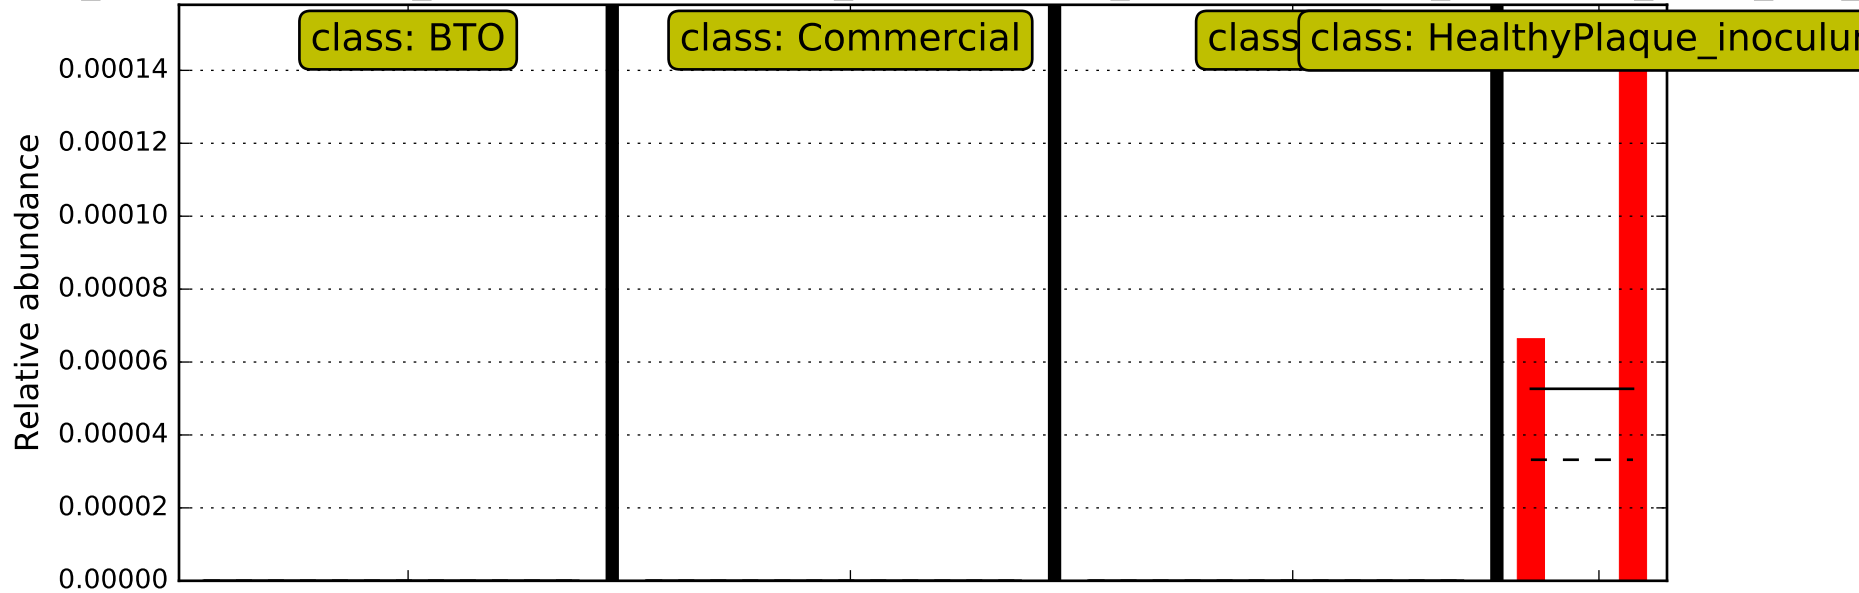 class: BTO
class: Commercial
class
class: HealthyPlaque_inoculu
0.00014
0.00012
0.00010
0.00008
0.00006
0.00004
0.00002
0.00000
Relative abundance